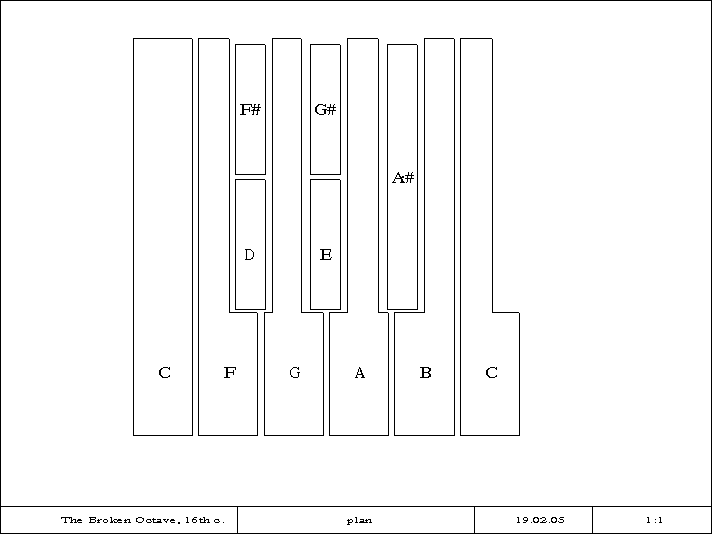 F# G#
A#
D E
C F G A B C
The Broken Octave, 16th c. plan 19.02.05 1:1